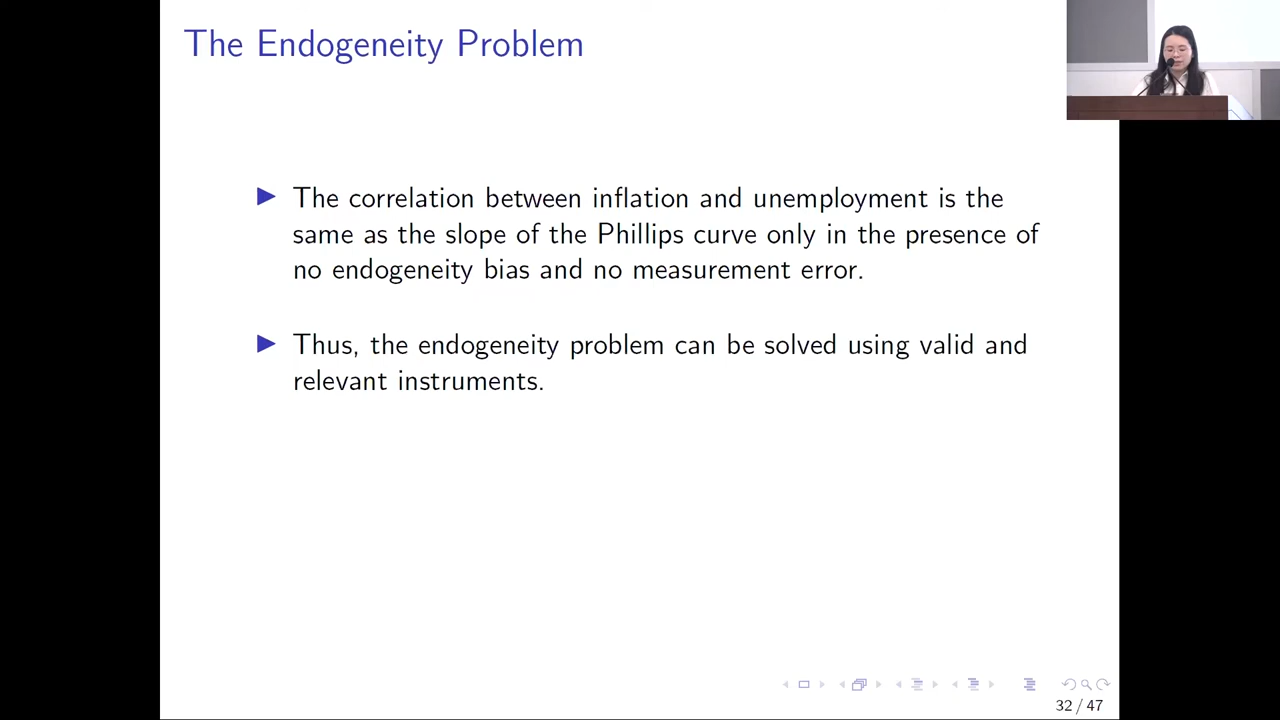 The Endogeneity Problem
▶ The correlation between inflation and unemployment is the
same as the slope of the Phillips curve only in the presence of
no endogeneity bias and no measurement error.
▶ Thus, the endogeneity problem can be solved using valid and
relevant instruments.
32 / 47